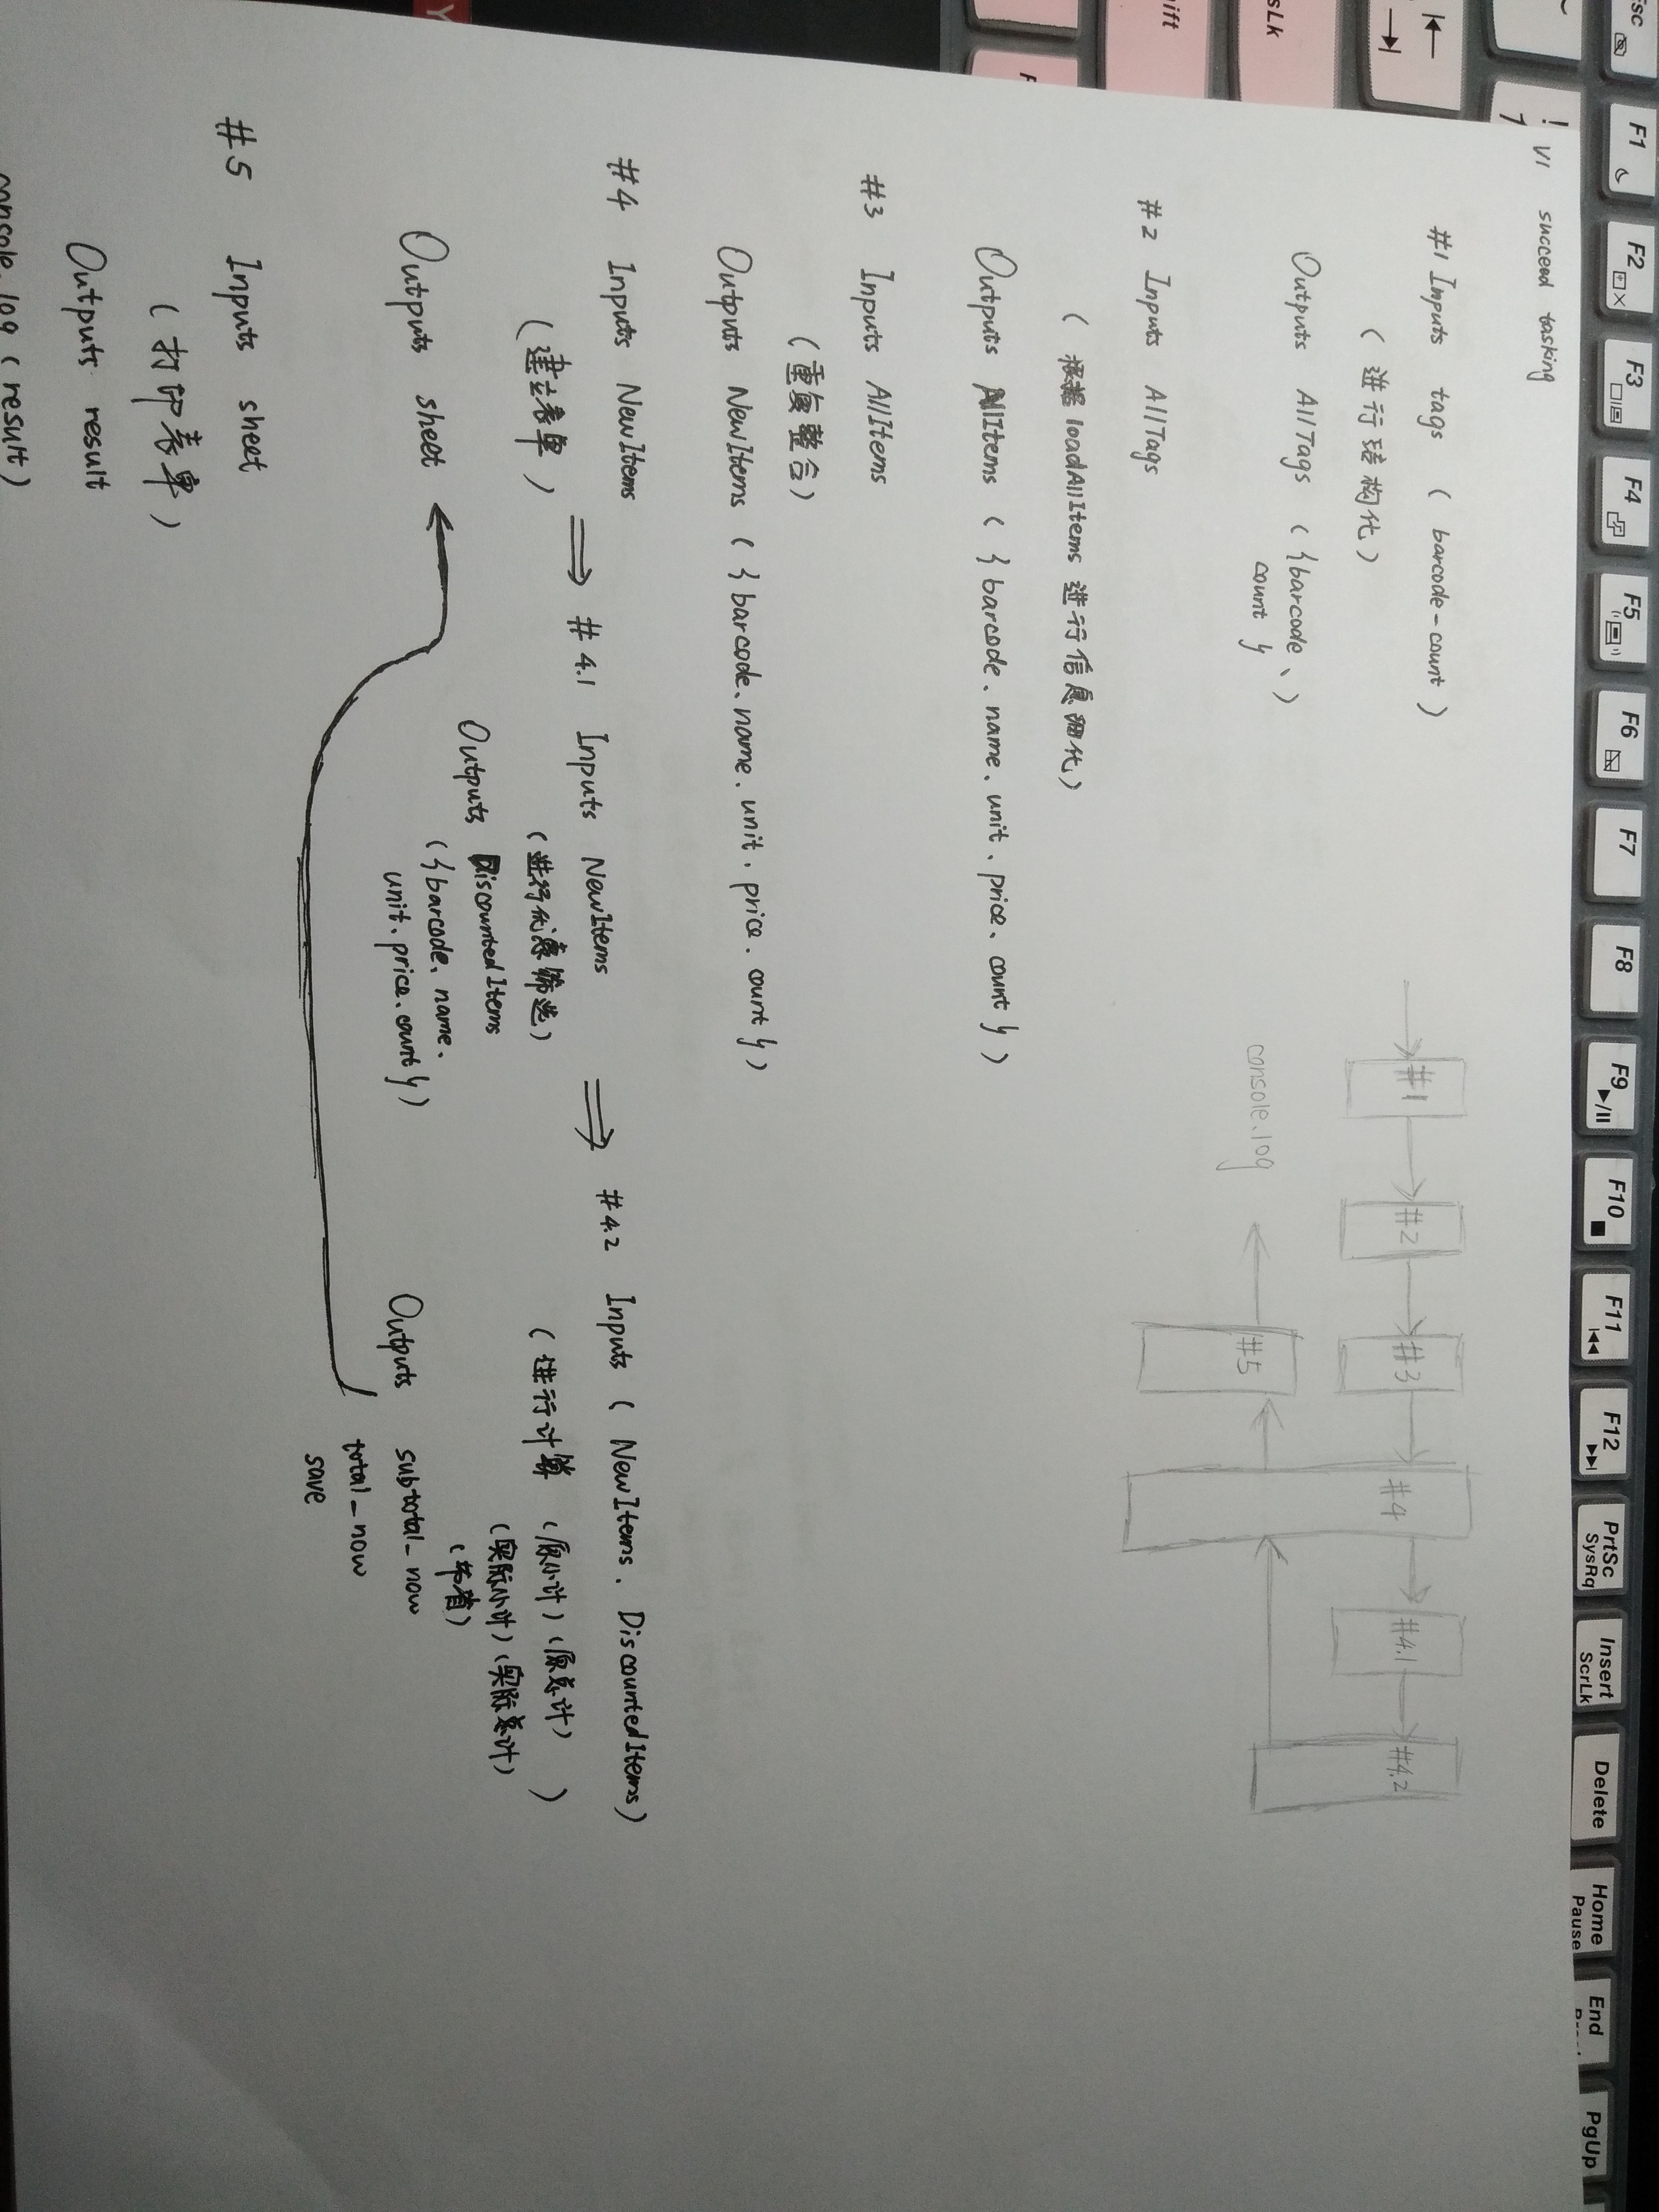 Esc F1 F2 F3 F4 F5 F6 F7 F8 F9 F10 F11 F12 PrtSc SysRq Insert ScrLk Delete Home Pause End PgUp
V1 succeed tasking
#1 Inputs tags ( barcode-count )
( 进行结构化 )
Outputs AllTags ( { barcode 、 )
count }
#1 #2 #3 #4 #4.1 #4.2
console.log #5
#2 Inputs AllTags
( 根据 loadAllItems 进行信息细化 )
Outputs AllItems ( { barcode . name . unit . price . count } )
#3 Inputs AllItems
( 重复整合 )
Outputs NewItems ( { barcode . name . unit . price . count } )
#4 Inputs NewItems
( 建立表单 )
Outputs sheet
#4.1 Inputs NewItems
( 进行优惠筛选 )
Outputs DiscountedItems
( { barcode . name .
unit . price . count } )
#4.2 Inputs ( NewItems . DiscountedItems )
( 进行计算 (原小计) (原总计) )
(实际小计) (实际总计)
(节省)
Outputs subtotal_now
total_now
save
#5 Inputs sheet
( 打印表单 )
Outputs result
console.log ( result )